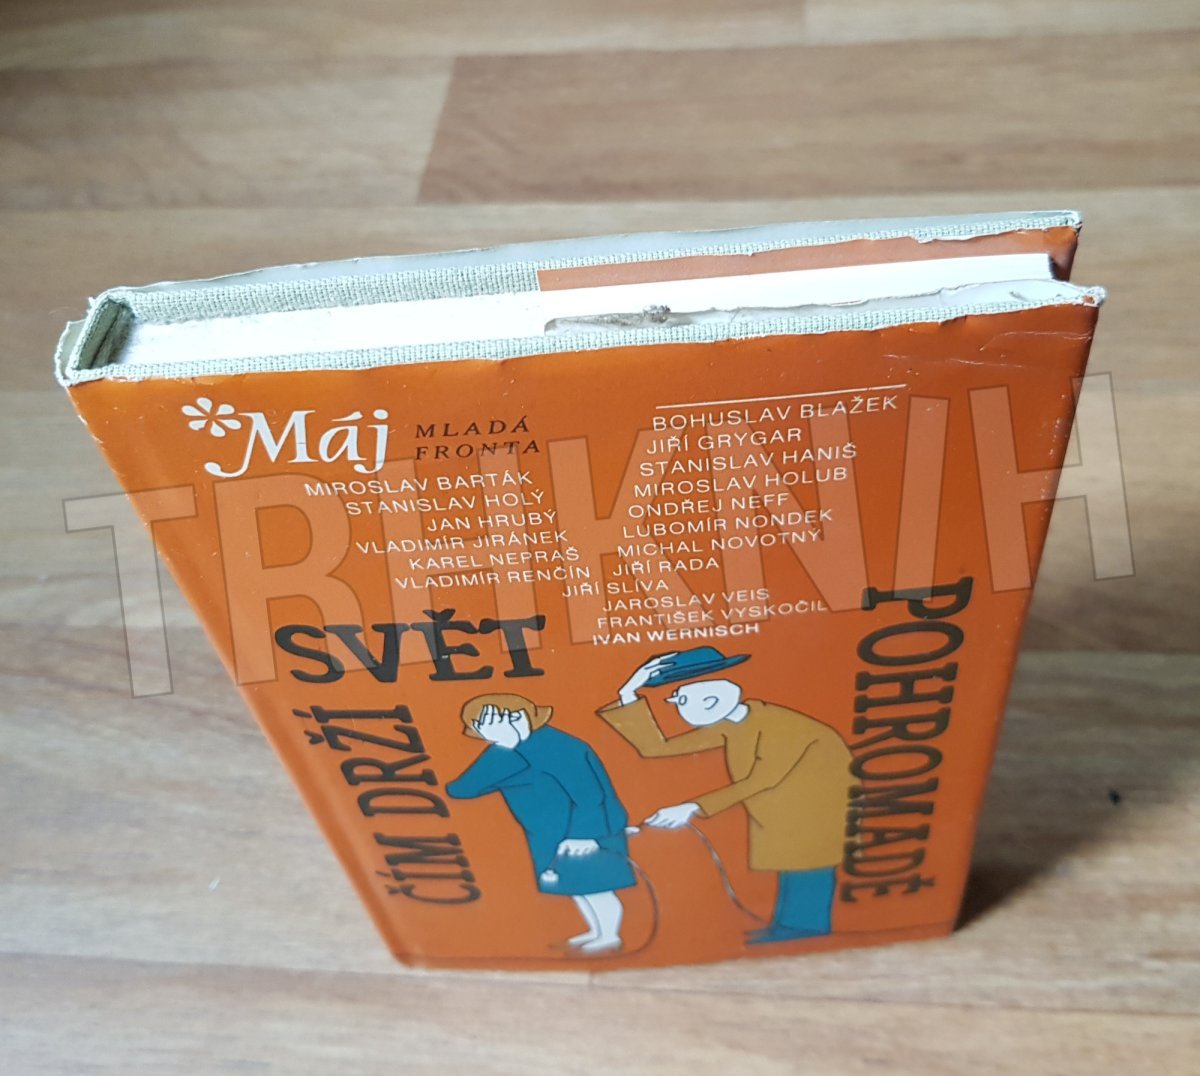 Máj
MLADÁ
FRONTA
MIROSLAV BARTÁK
STANISLAV HOLÝ
JAN HRUBÝ
VLADIMÍR JIRÁNEK
KAREL NEPRAŠ
VLADIMÍR RENČÍN
JIŘÍ SLÍVA
BOHUSLAV BLAŽEK
JIŘÍ GRYGAR
STANISLAV HANIŠ
MIROSLAV HOLUB
ONDŘEJ NEFF
LUBOMÍR NONDEK
MICHAL NOVOTNÝ
JIŘÍ RADA
JAROSLAV VEIS
FRANTIŠEK VYSKOČIL
IVAN WERNISCH
ČÍM DRŽÍ
SVĚT
POHROMADĚ
TRHKNIH